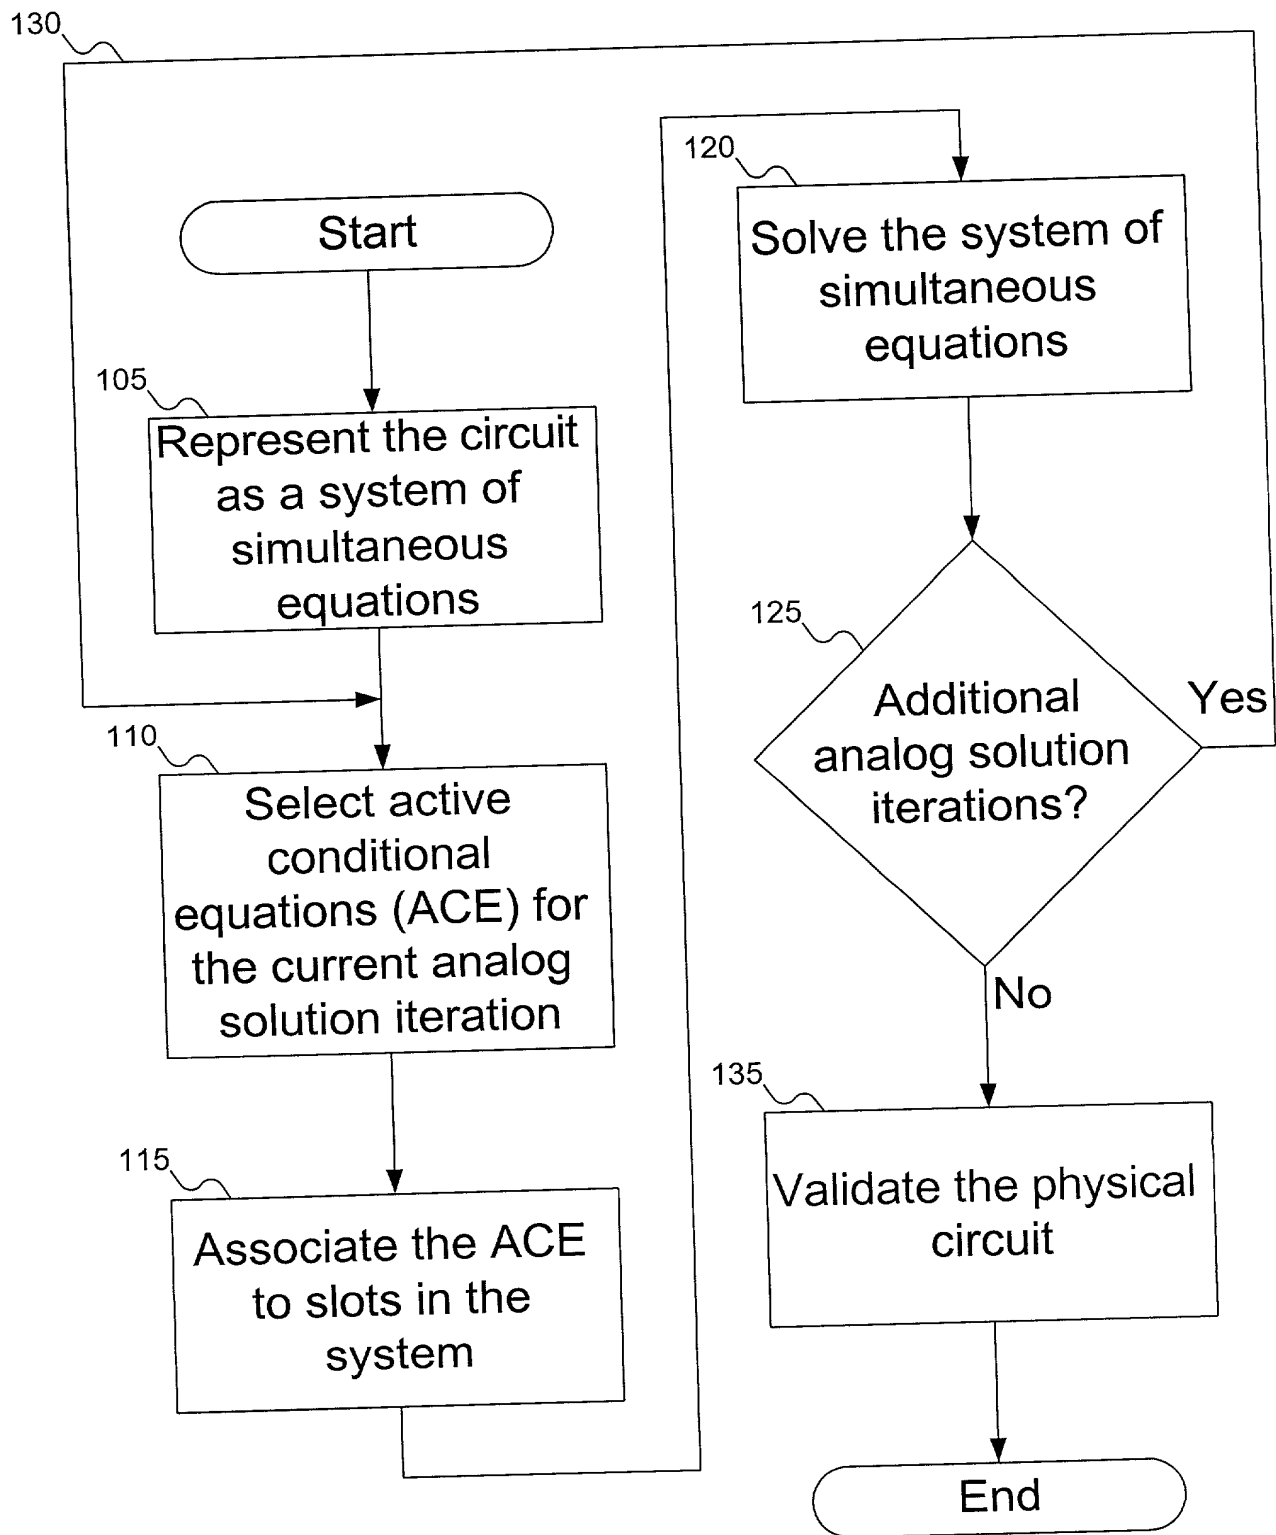 130
Start
105
Represent the circuit
as a system of
simultaneous
equations
110
Select active
conditional
equations (ACE) for
the current analog
solution iteration
115
Associate the ACE
to slots in the
system
120
Solve the system of
simultaneous
equations
125
Additional
analog solution
iterations?
Yes
No
135
Validate the physical
circuit
End